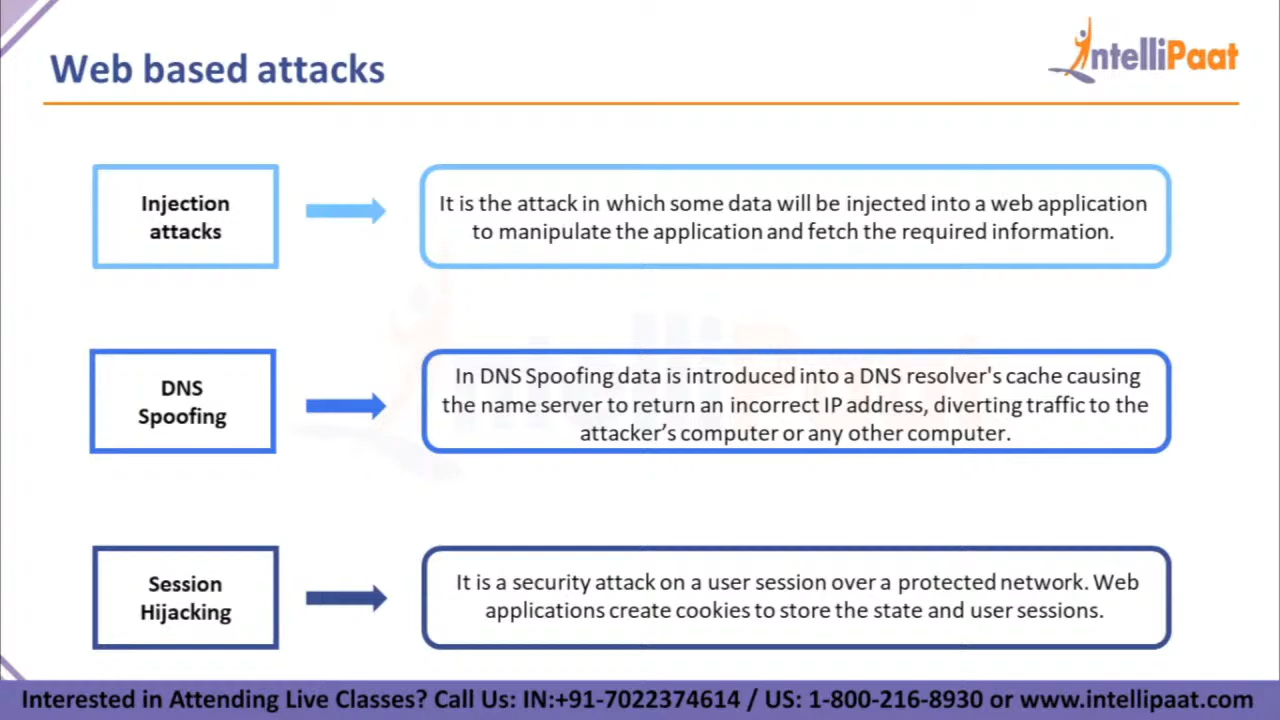 Web based attacks
IntelliPaat
Injection
attacks
It is the attack in which some data will be injected into a web application
to manipulate the application and fetch the required information.
DNS
Spoofing
In DNS Spoofing data is introduced into a DNS resolver's cache causing
the name server to return an incorrect IP address, diverting traffic to the
attacker’s computer or any other computer.
Session
Hijacking
It is a security attack on a user session over a protected network. Web
applications create cookies to store the state and user sessions.
Interested in Attending Live Classes? Call Us: IN:+91-7022374614 / US: 1-800-216-8930 or www.intellipaat.com